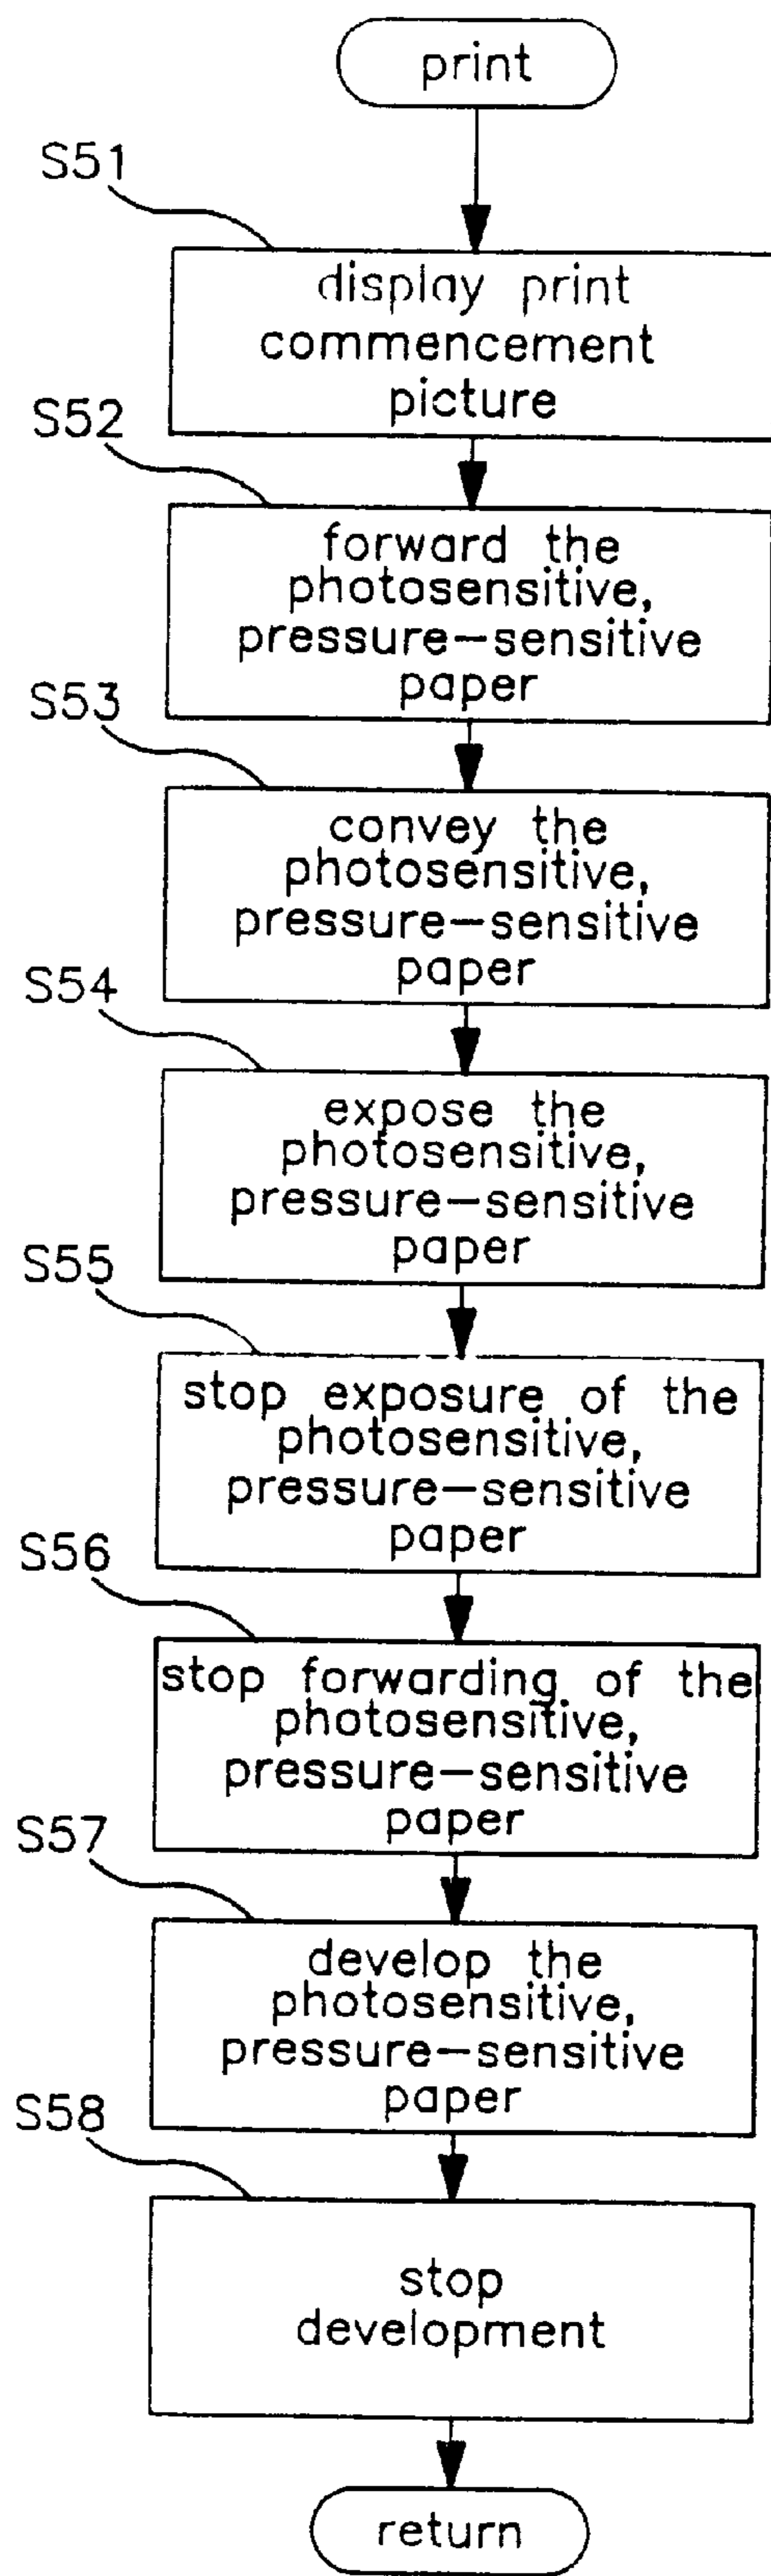 print
S51
display print
commencement
picture
S52
forward the
photosensitive,
pressure-sensitive
paper
S53
convey the
photosensitive,
pressure-sensitive
paper
S54
expose the
photosensitive,
pressure-sensitive
paper
S55
stop exposure of the
photosensitive,
pressure-sensitive
paper
S56
stop forwarding of the
photosensitive,
pressure-sensitive
paper
S57
develop the
photosensitive,
pressure-sensitive
paper
S58
stop
development
return